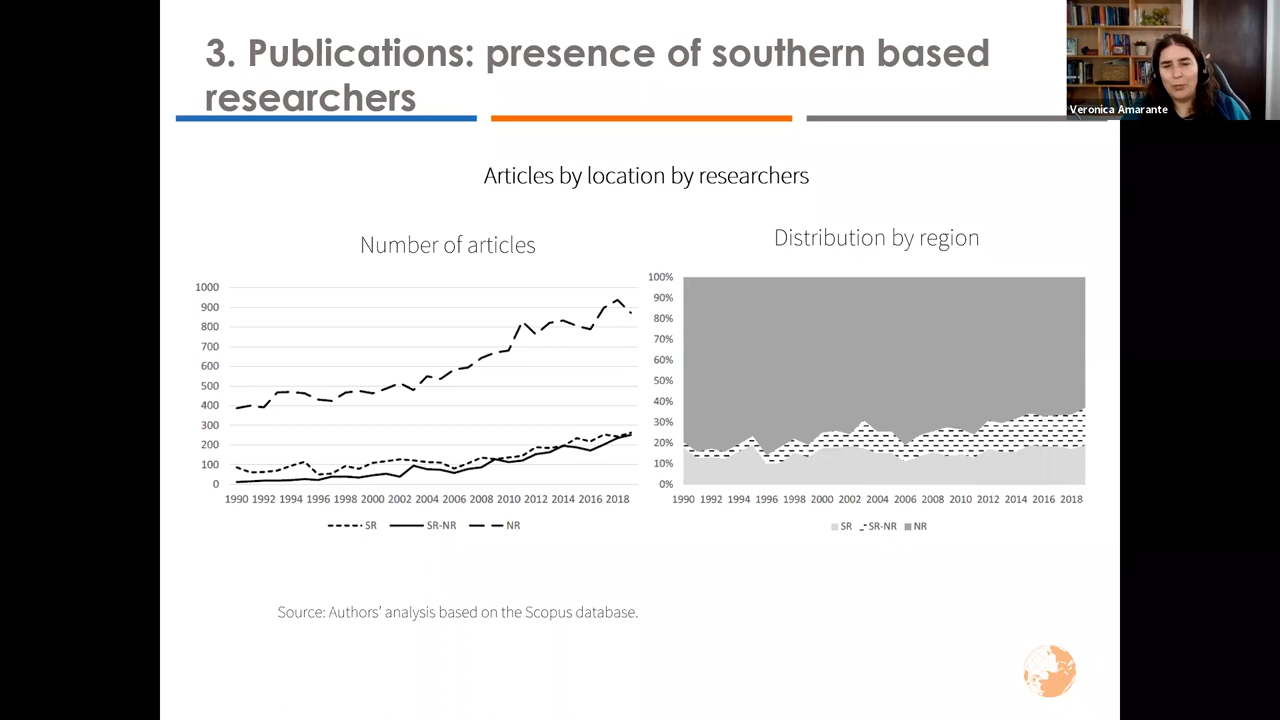 3. Publications: presence of southern based
researchers
Veronica Amarante
Articles by location by researchers
Number of articles
1000
900
800
700
600
500
400
300
200
100
0
1990 1992 1994 1996 1998 2000 2002 2004 2006 2008 2010 2012 2014 2016 2018
SR SR-NR NR
Distribution by region
100%
90%
80%
70%
60%
50%
40%
30%
20%
10%
0%
1990 1992 1994 1996 1998 2000 2002 2004 2006 2008 2010 2012 2014 2016 2018
SR SR-NR NR
Source: Authors’ analysis based on the Scopus database.